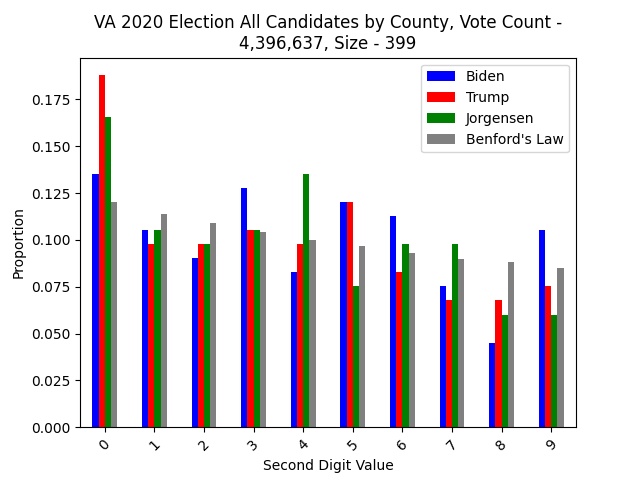 VA 2020 Election All Candidates by County, Vote Count -
4,396,637, Size - 399
Biden
Trump
Jorgensen
Benford's Law
Proportion
0.175
0.150
0.125
0.100
0.075
0.050
0.025
0.000
0 1 2 3 4 5 6 7 8 9
Second Digit Value